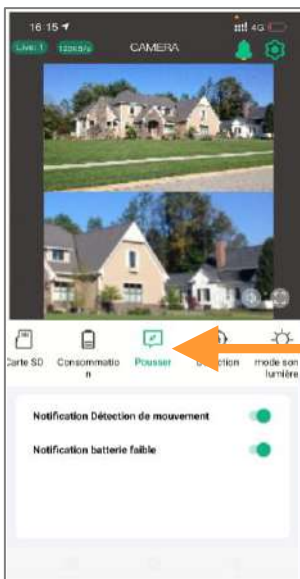 16:15 4G
Live: 1 120KB/s CAMERA
Carte SD Consommatio Pousser mode son
n lumière
Notification Détection de mouvement
Notification batterie faible